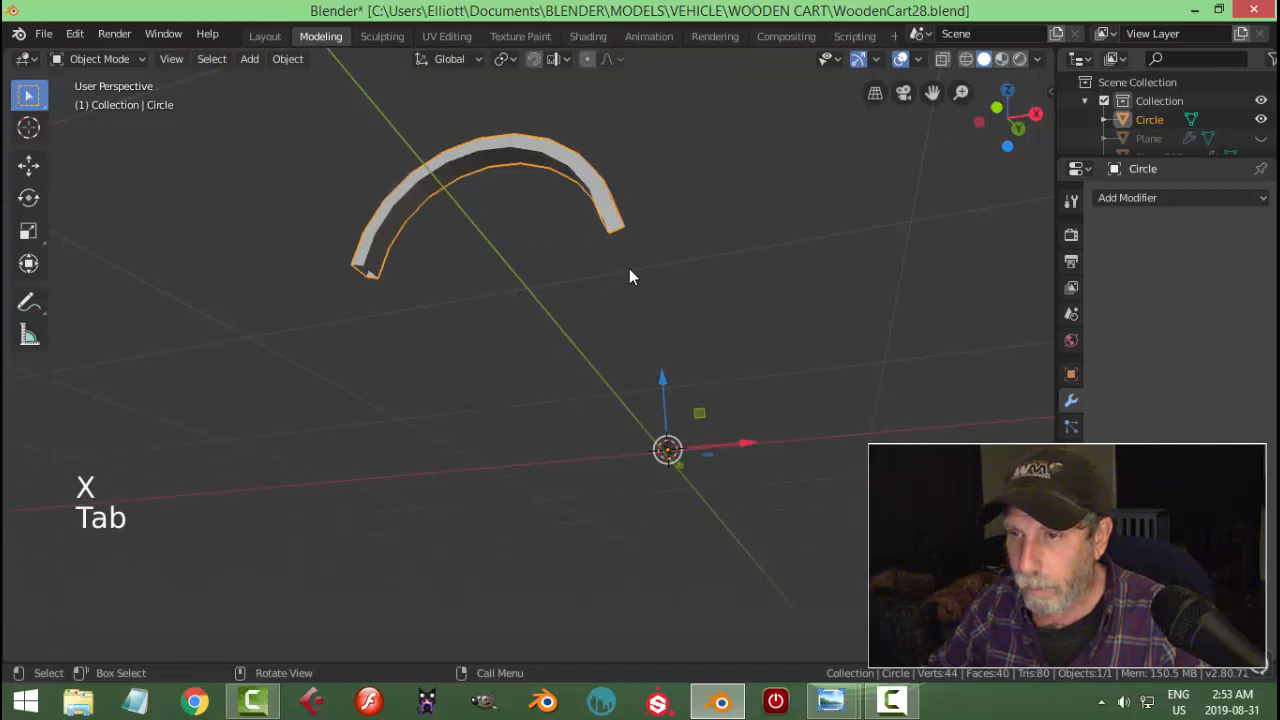 Blender* [C:\Users\Elliott\Documents\BLENDER\MODELS\VEHICLE\WOODEN CART\WoodenCart28.blend]
File Edit Render Window Help Layout Modeling Sculpting UV Editing Texture Paint Shading Animation Rendering Compositing Scripting + Scene View Layer
Object Mode View Select Add Object Global
User Perspective
(1) Collection | Circle
Scene Collection
Collection
Circle
Plane
Circle
Add Modifier
Z
X
Y
X
Tab
WM
Select Box Select Rotate View Call Menu Collection | Circle | Verts:44 | Faces:40 | Tris:80 | Objects:1/1 | Mem: 150.5 MB | v2.80.71
ENG 2:53 AM
US 2019-08-31